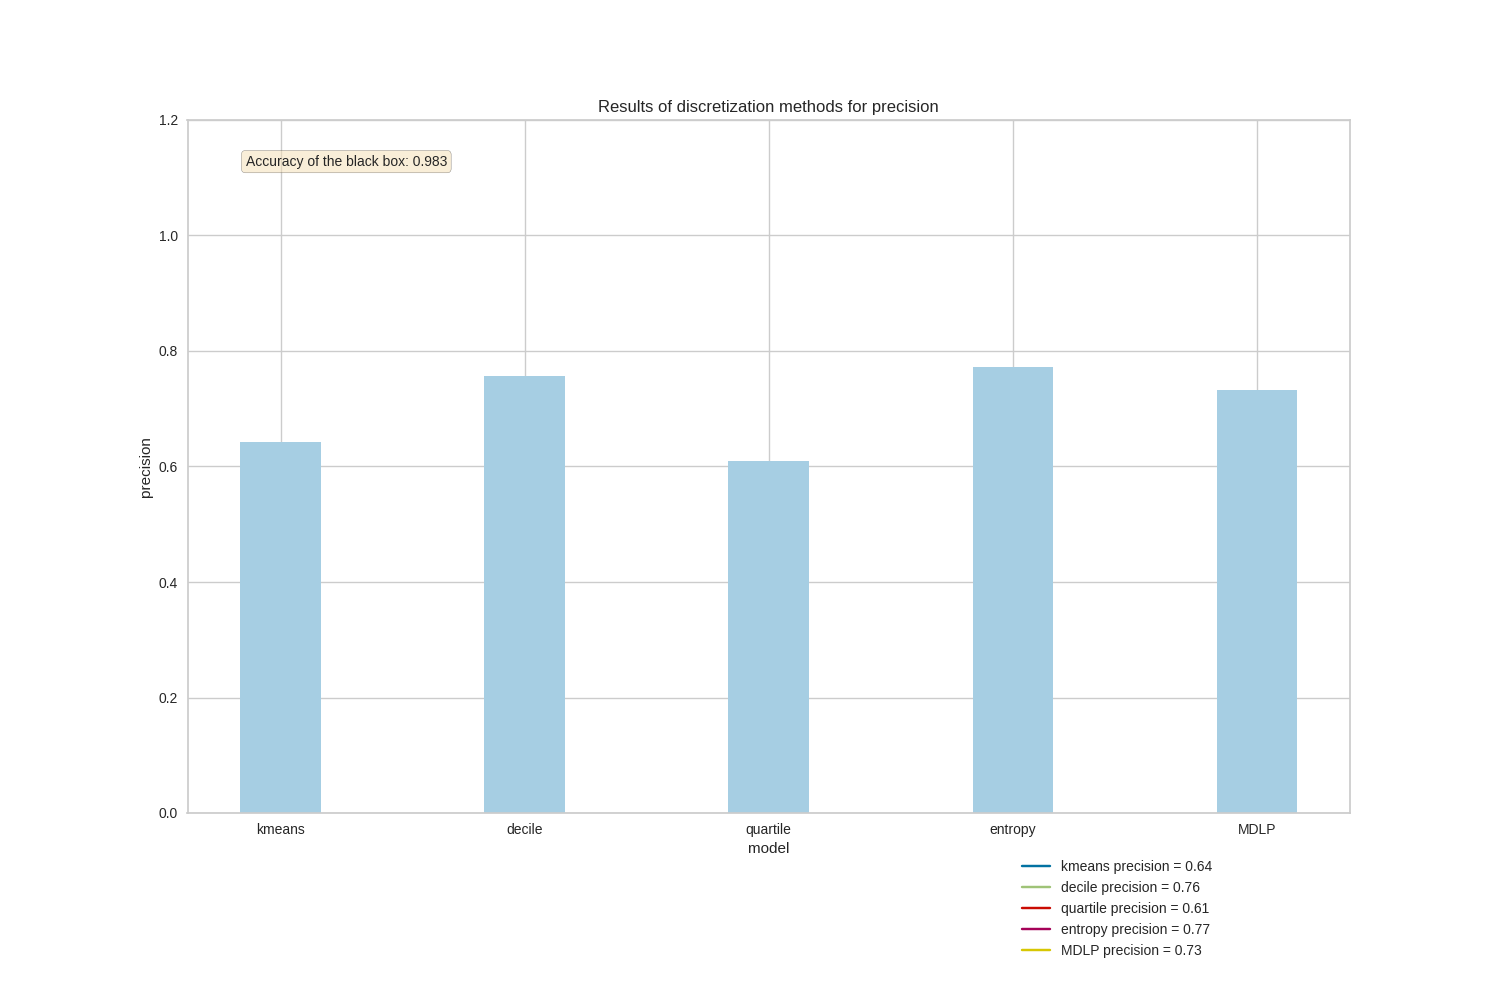 Results of discretization methods for precision
1.2
Accuracy of the black box: 0.983
1.0
0.8
0.6
0.4
0.2
0.0
precision
kmeans decile quartile entropy MDLP
model
kmeans precision = 0.64
decile precision = 0.76
quartile precision = 0.61
entropy precision = 0.77
MDLP precision = 0.73